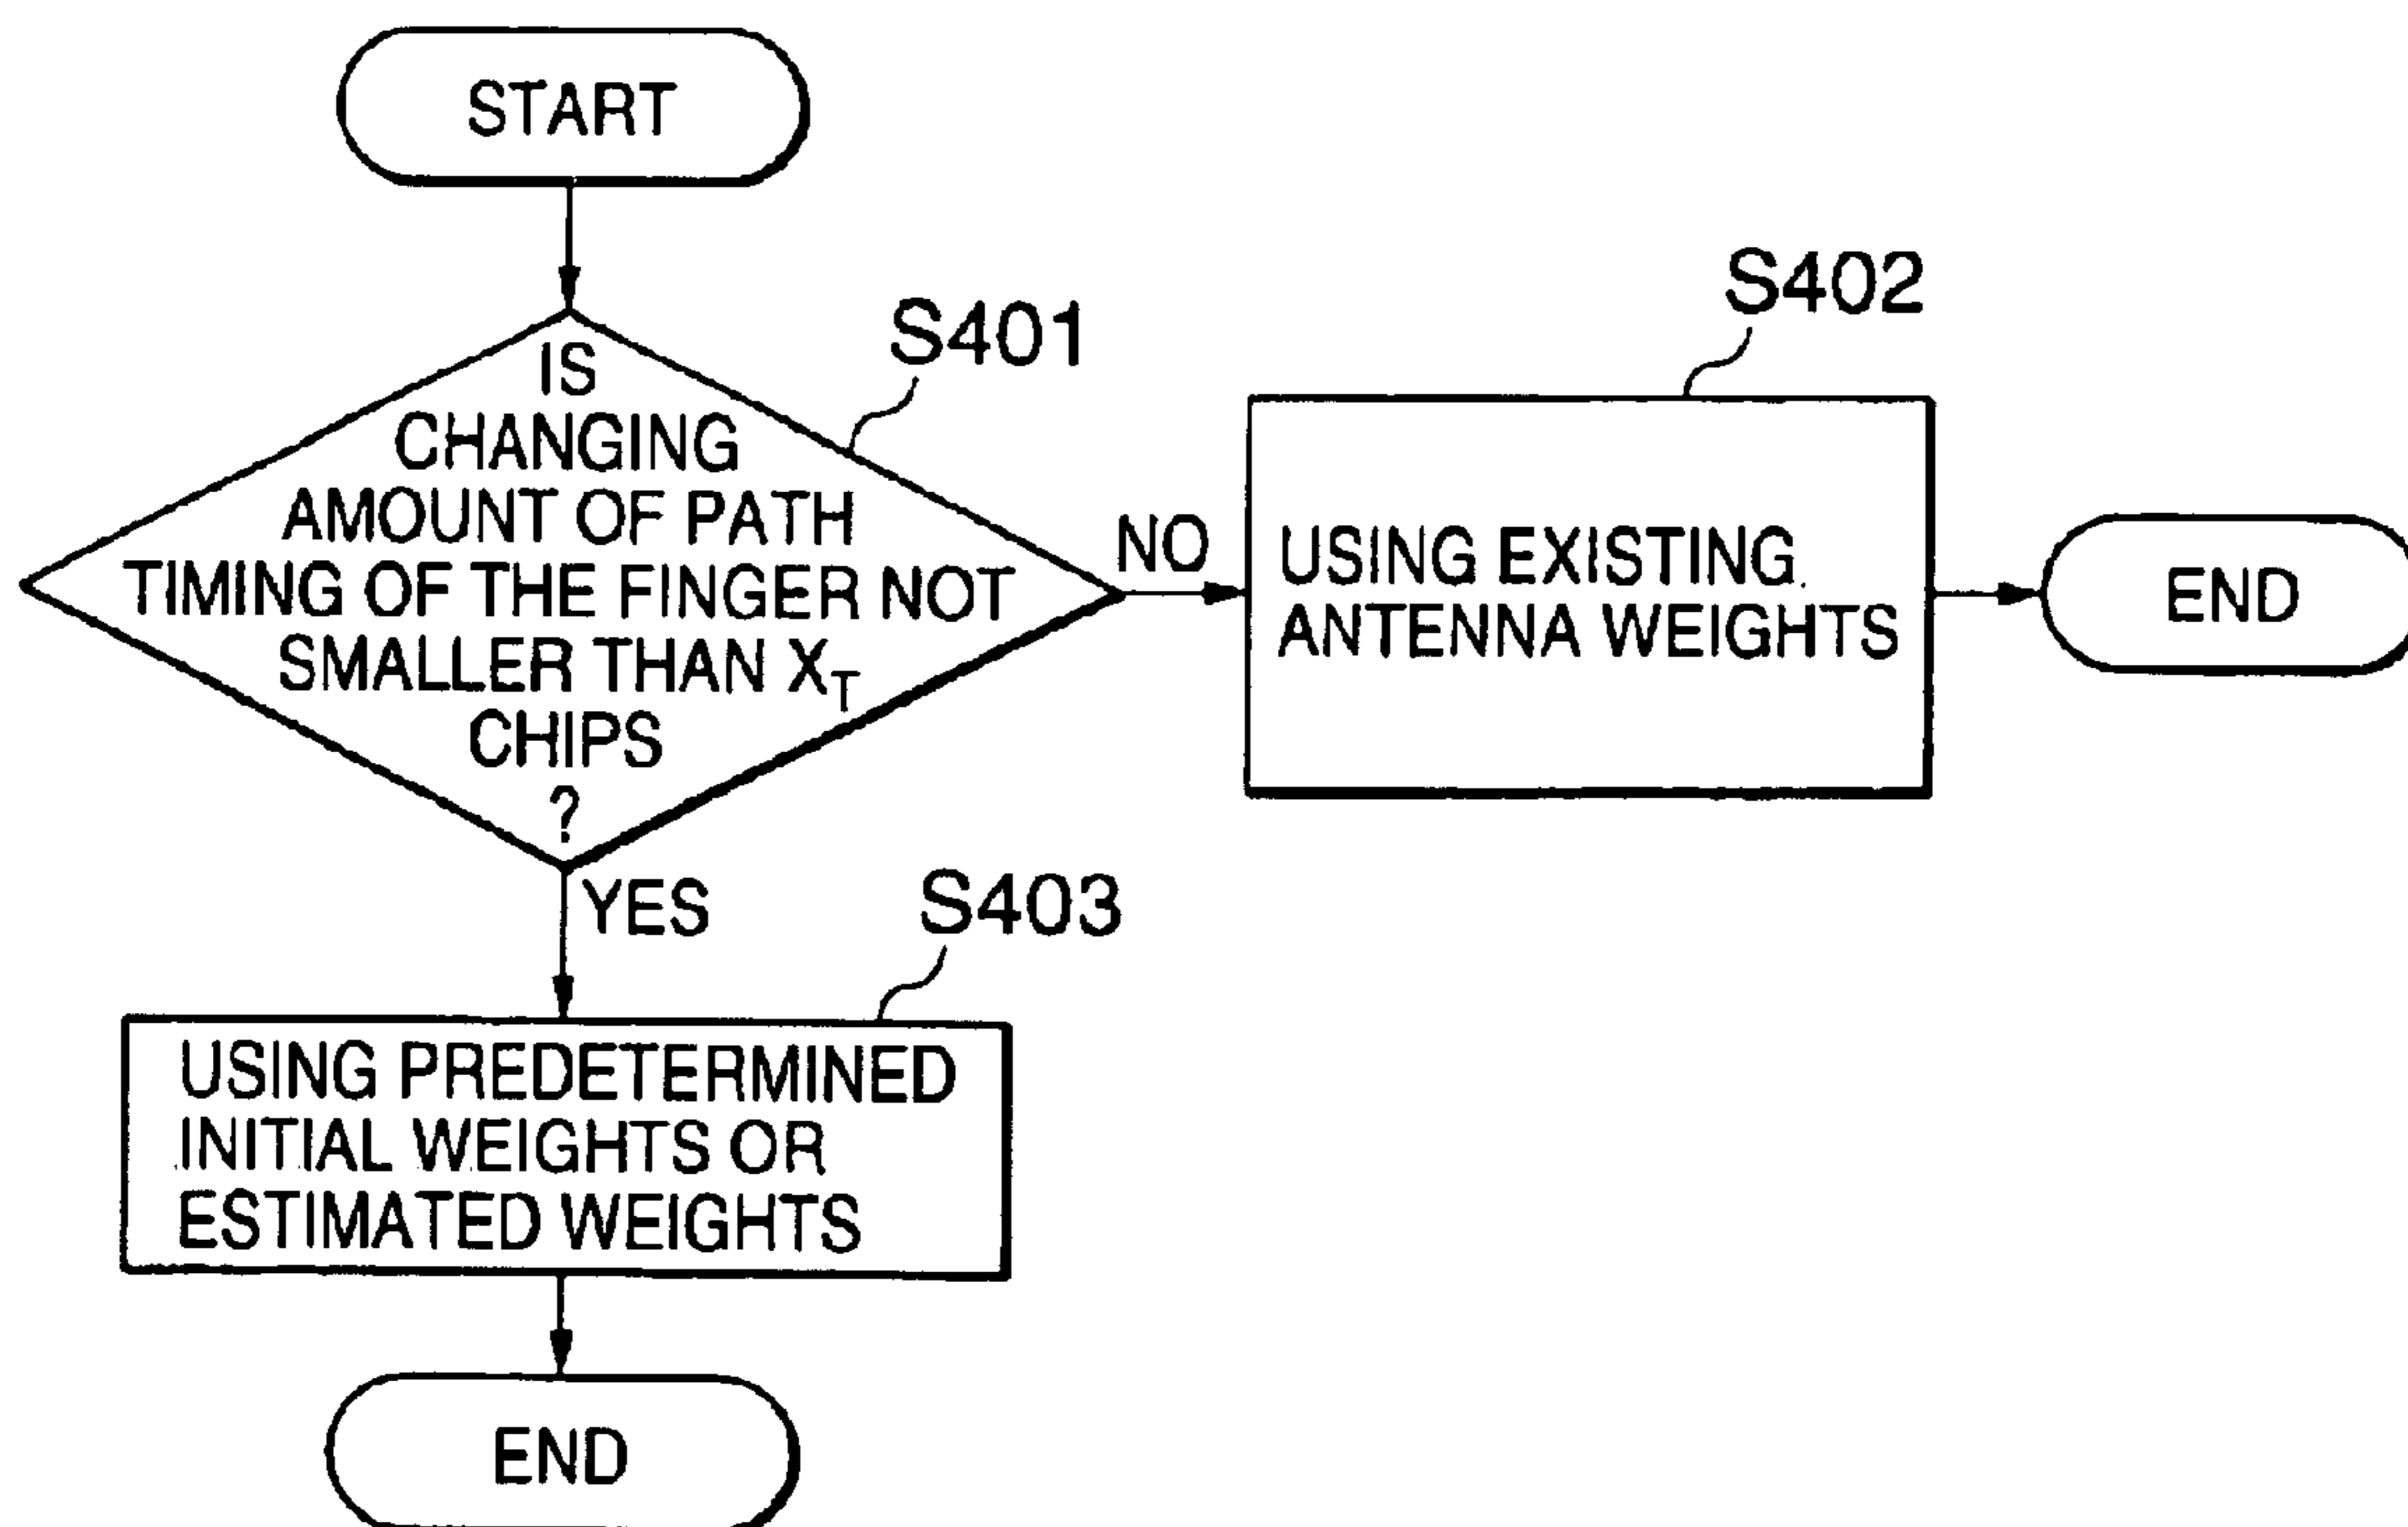 START
S401
IS
CHANGING
AMOUNT OF PATH
TIMING OF THE FINGER NOT
SMALLER THAN X_T
CHIPS
?
NO
S402
USING EXISTING
ANTENNA WEIGHTS
END
YES
S403
USING PREDETERMINED
INITIAL WEIGHTS OR
ESTIMATED WEIGHTS
END